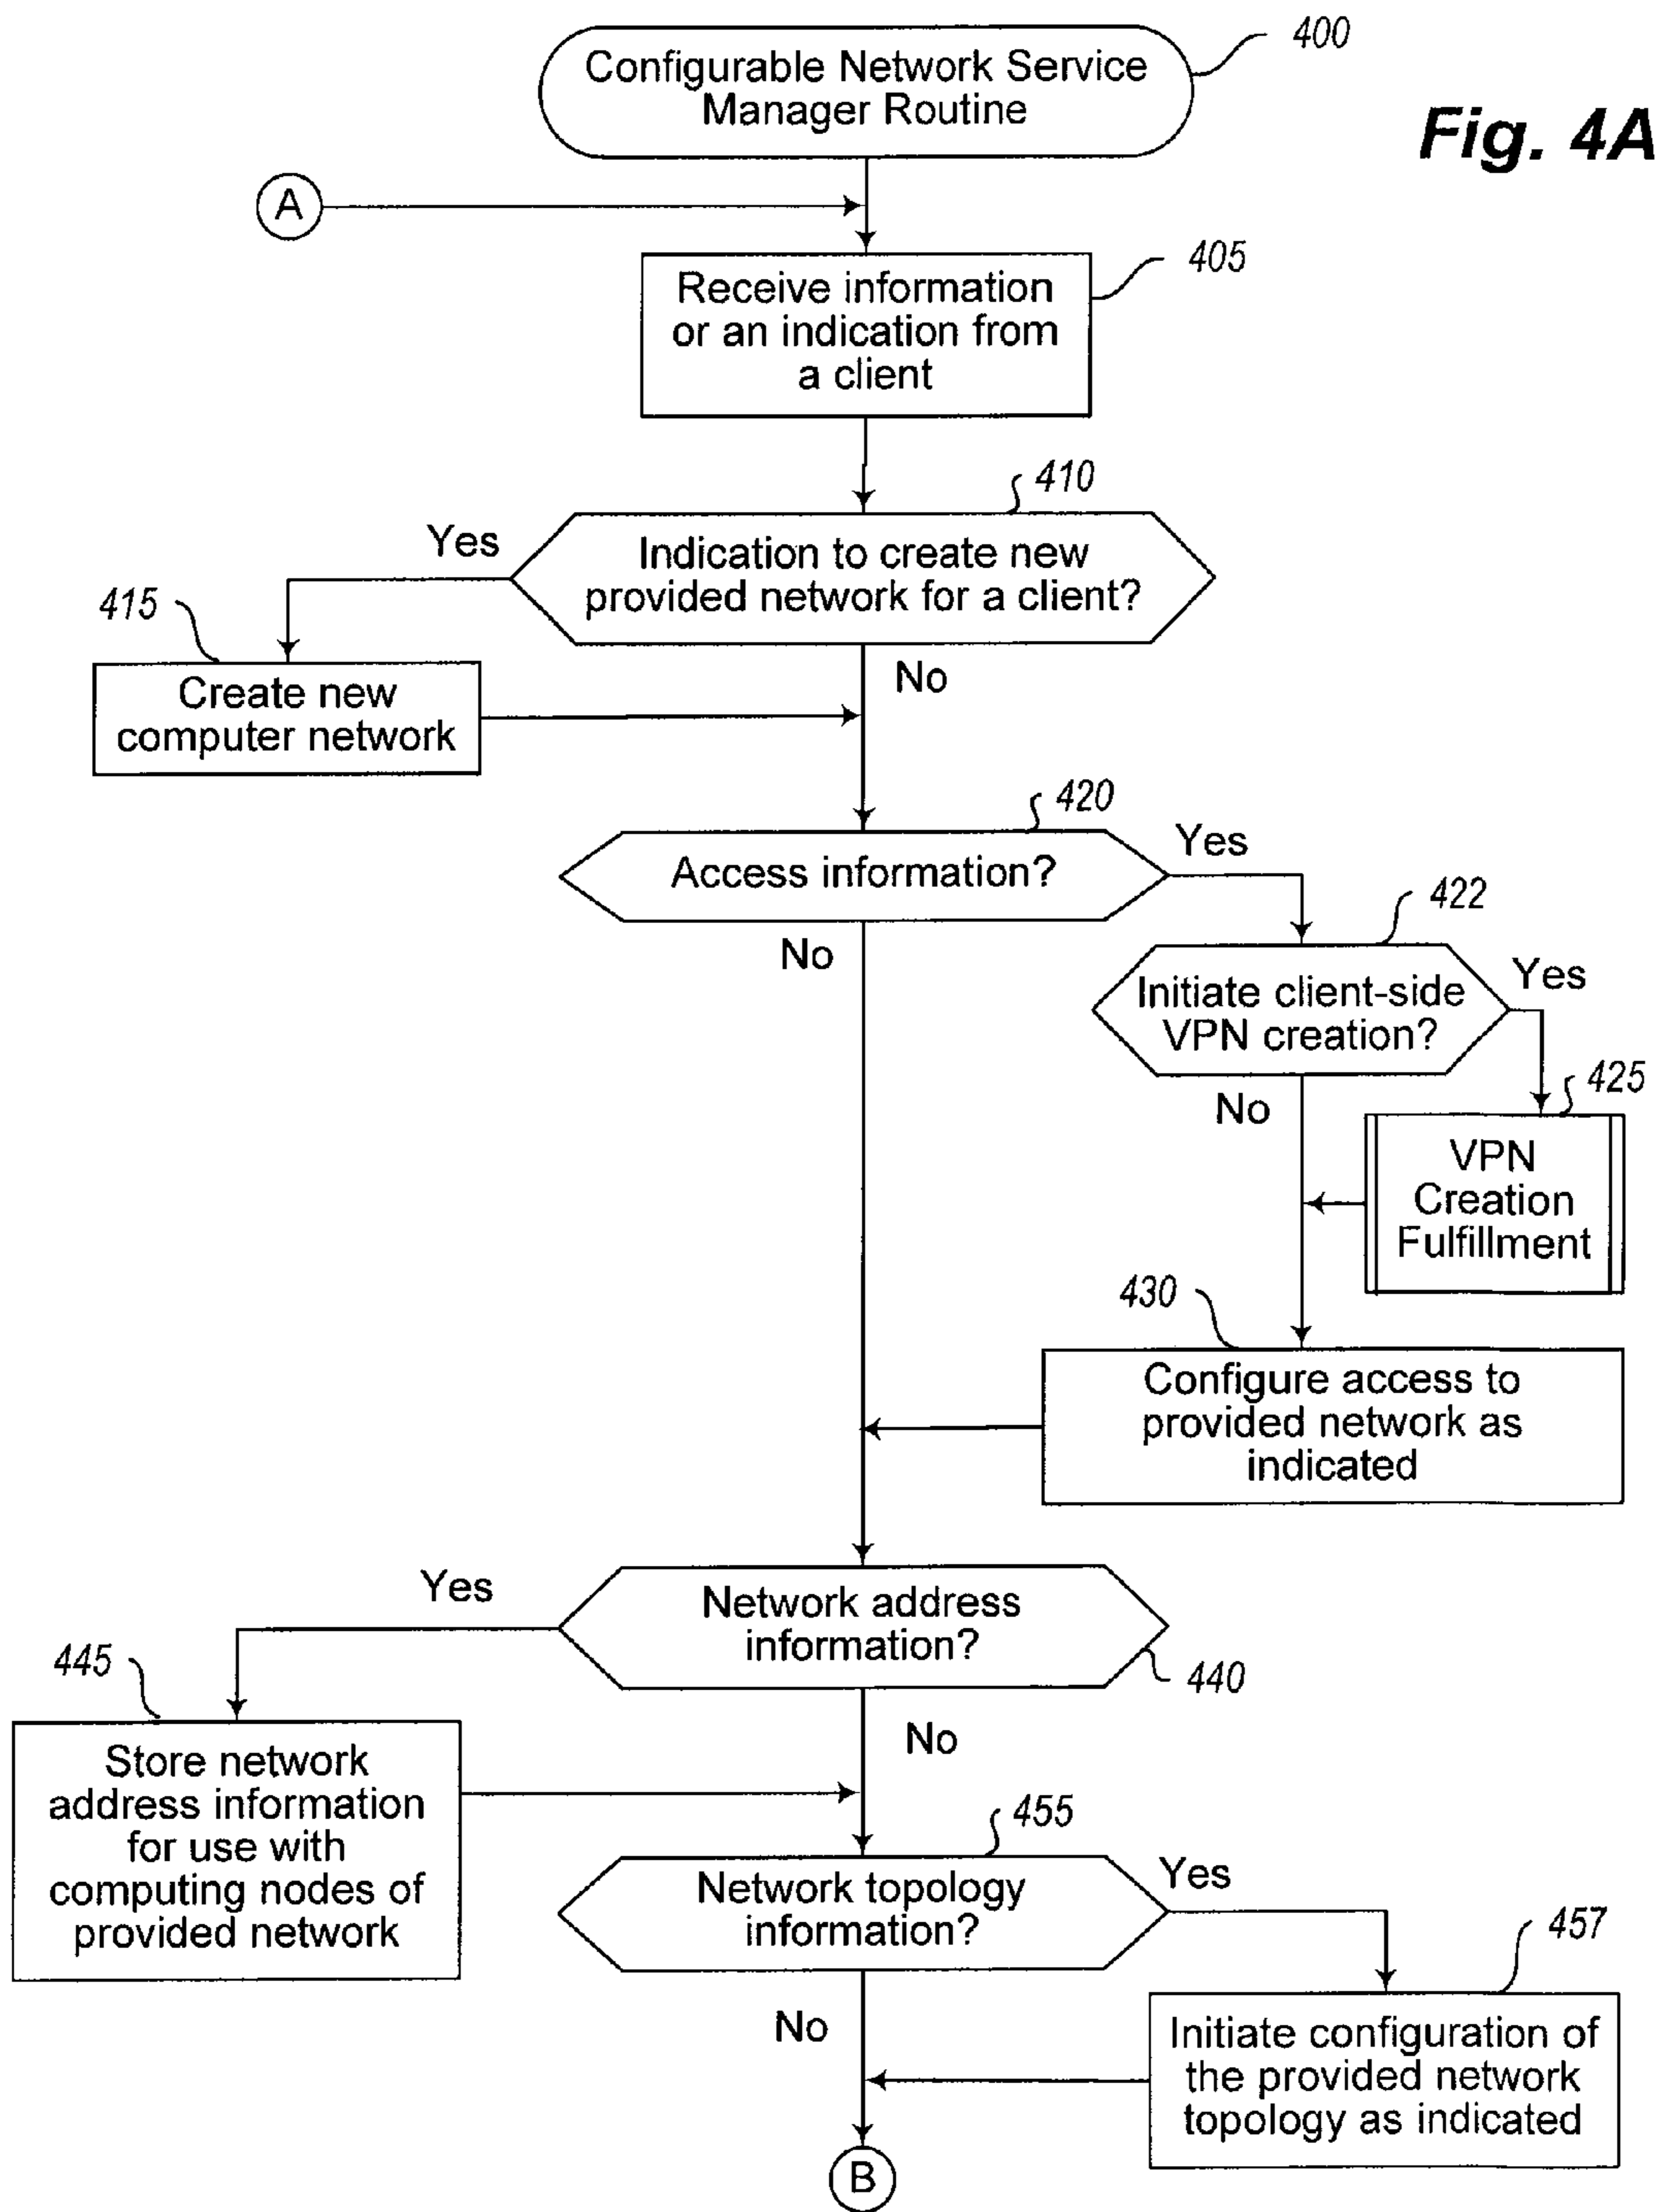 Configurable Network Service
Manager Routine
400
Fig. 4A
A
405
Receive information
or an indication from
a client
410
Yes
Indication to create new
provided network for a client?
415
No
Create new
computer network
420
Yes
Access information?
422
No
Initiate client-side
VPN creation?
Yes
425
No
VPN
Creation
Fulfillment
430
Configure access to
provided network as
indicated
Yes
Network address
information?
445
440
No
Store network
address information
for use with
computing nodes of
provided network
455
Yes
Network topology
information?
457
No
Initiate configuration of
the provided network
topology as indicated
B